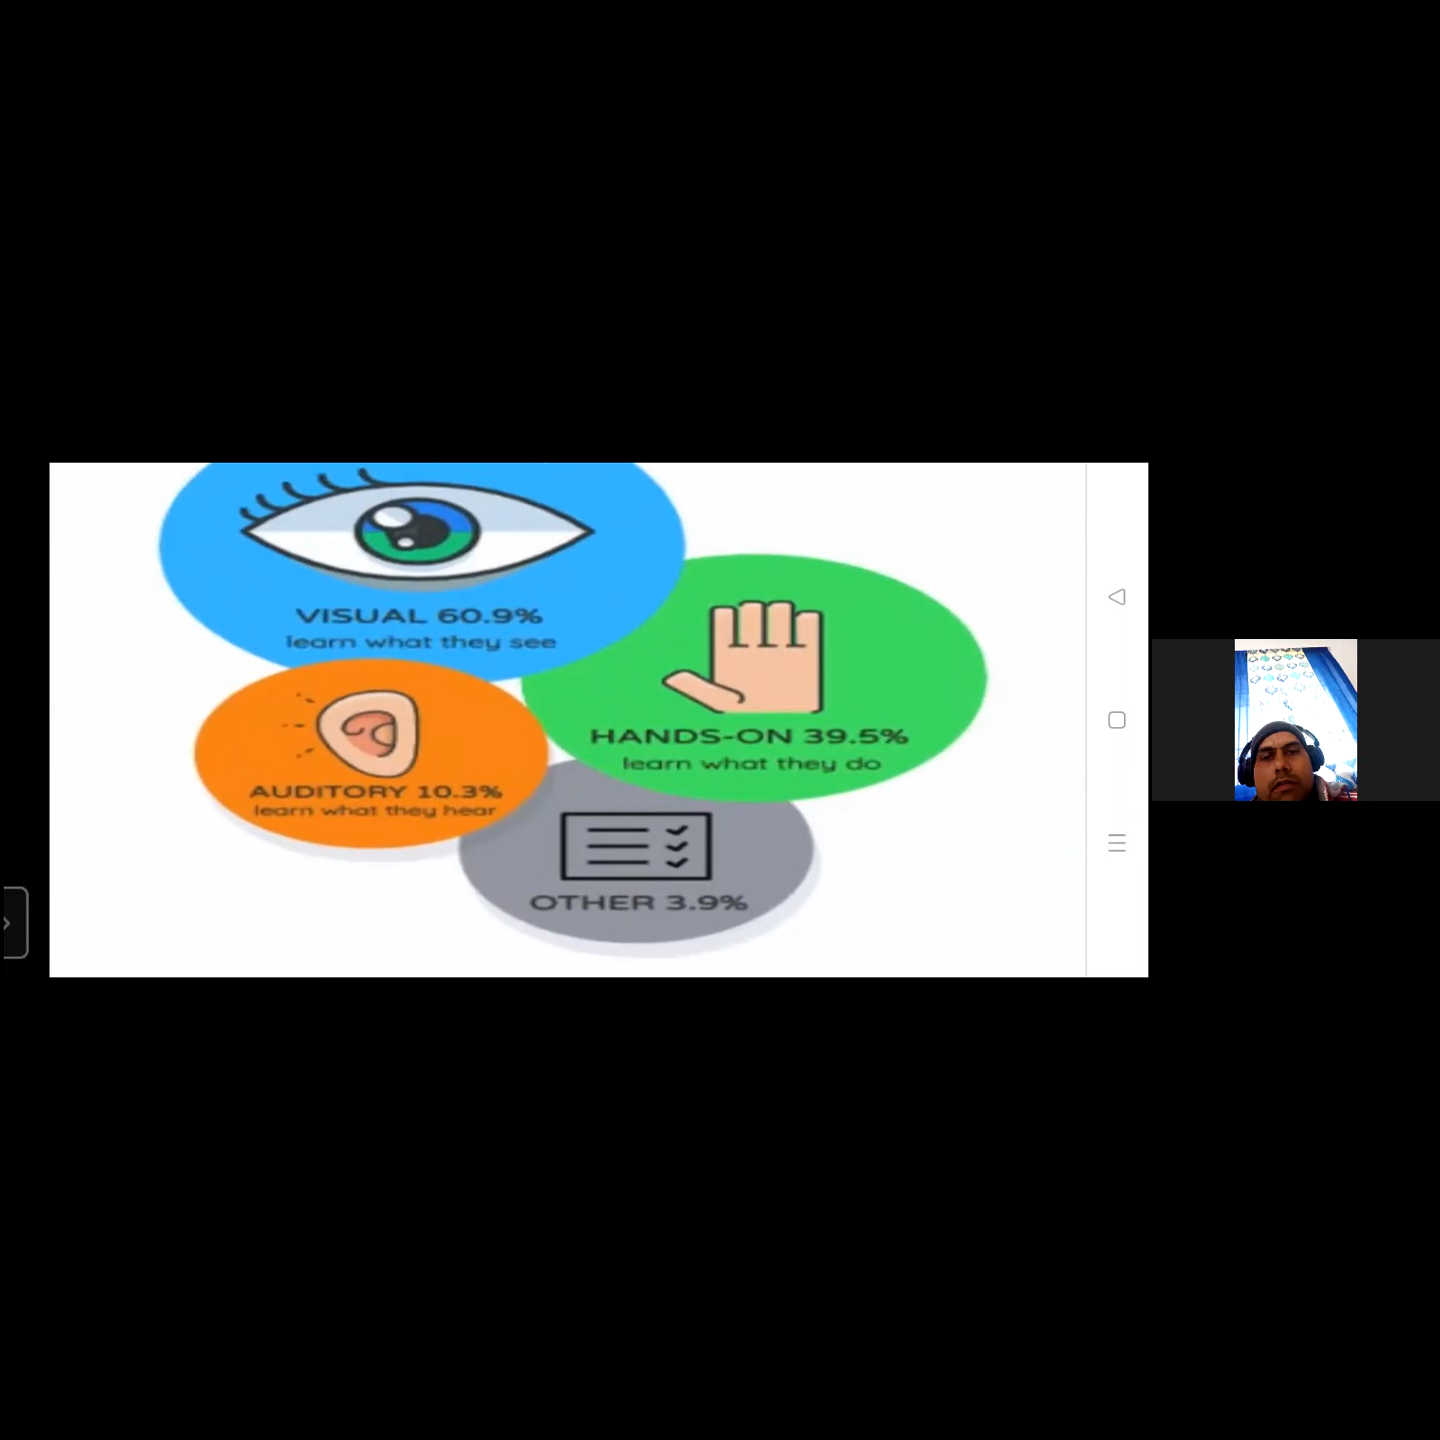 VISUAL 60.9%
learn what they see
HANDS-ON 39.5%
learn what they do
AUDITORY 10.3%
learn what they hear
OTHER 3.9%